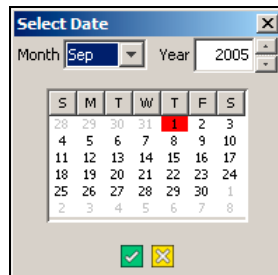 Select Date
Month Sep Year 2005
S M T W T F S
28 29 30 31 1 2 3
4 5 6 7 8 9 10
11 12 13 14 15 16 17
18 19 20 21 22 23 24
25 26 27 28 29 30 1
2 3 4 5 6 7 8